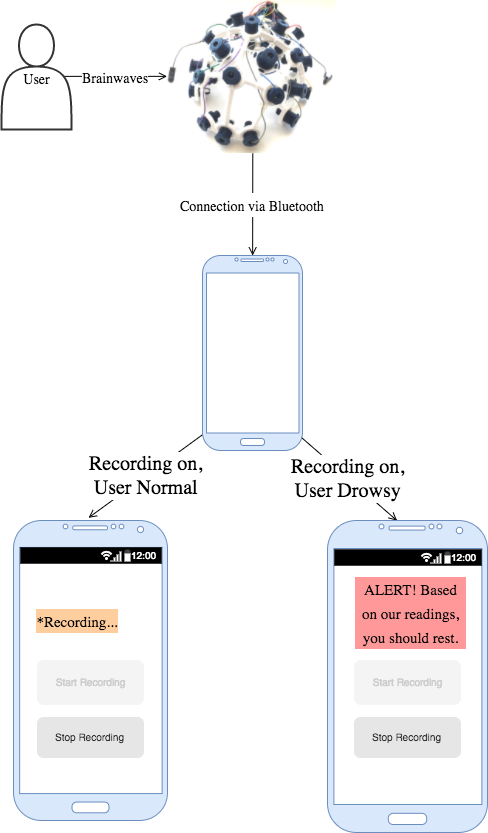 User
Brainwaves
Connection via Bluetooth
Recording on,
User Normal
Recording on,
User Drowsy
12:00
*Recording...
Start Recording
Stop Recording
12:00
ALERT! Based
on our readings,
you should rest.
Start Recording
Stop Recording